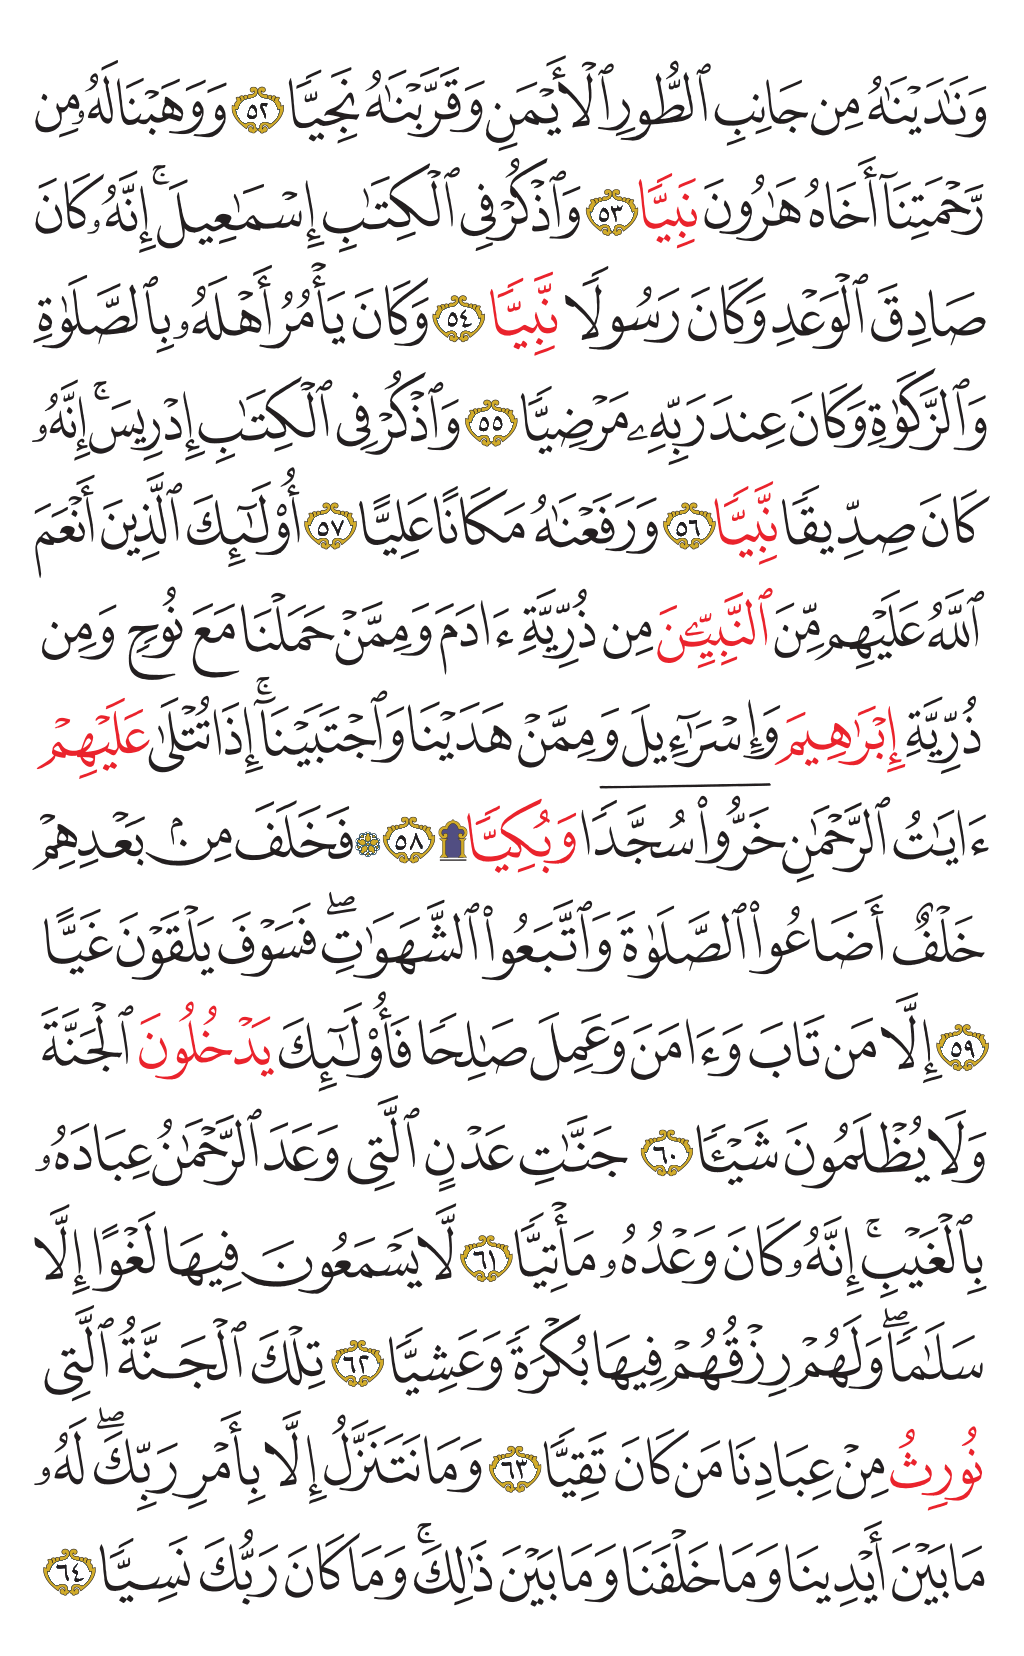 وَنَٰدَيۡنَٰهُ مِن جَانِبِ ٱلطُّورِ ٱلۡأَيۡمَنِ وَقَرَّبۡنَٰهُ نَجِيّٗا ٥٢ وَوَهَبۡنَا لَهُۥ مِن
رَّحۡمَتِنَآ أَخَاهُ هَٰرُونَ نَبِيّٗا ٥٣ وَٱذۡكُرۡ فِي ٱلۡكِتَٰبِ إِسۡمَٰعِيلَۚ إِنَّهُۥ كَانَ
صَادِقَ ٱلۡوَعۡدِ وَكَانَ رَسُولٗا نَّبِيّٗا ٥٤ وَكَانَ يَأۡمُرُ أَهۡلَهُۥ بِٱلصَّلَوٰةِ
وَٱلزَّكَوٰةِ وَكَانَ عِندَ رَبِّهِۦ مَرۡضِيّٗا ٥٥ وَٱذۡكُرۡ فِي ٱلۡكِتَٰبِ إِدۡرِيسَۚ إِنَّهُۥ
كَانَ صِدِّيقٗا نَّبِيّٗا ٥٦ وَرَفَعۡنَٰهُ مَكَانًا عَلِيًّا ٥٧ أُوْلَٰٓئِكَ ٱلَّذِينَ أَنۡعَمَ
ٱللَّهُ عَلَيۡهِم مِّنَ ٱلنَّبِيِّـۧنَ مِن ذُرِّيَّةِ ءَادَمَ وَمِمَّنۡ حَمَلۡنَا مَعَ نُوحٖ وَمِن
ذُرِّيَّةِ إِبۡرَٰهِيمَ وَإِسۡرَٰٓءِيلَ وَمِمَّنۡ هَدَيۡنَا وَٱجۡتَبَيۡنَآۚ إِذَا تُتۡلَىٰ عَلَيۡهِمۡ
ءَايَٰتُ ٱلرَّحۡمَٰنِ خَرُّواْۤ سُجَّدٗاۤ وَبُكِيّٗا۩ ٥٨ ۞ فَخَلَفَ مِنۢ بَعۡدِهِمۡ
خَلۡفٌ أَضَاعُواْ ٱلصَّلَوٰةَ وَٱتَّبَعُواْ ٱلشَّهَوَٰتِۖ فَسَوۡفَ يَلۡقَوۡنَ غَيًّا
٥٩ إِلَّا مَن تَابَ وَءَامَنَ وَعَمِلَ صَٰلِحٗا فَأُوْلَٰٓئِكَ يَدۡخُلُونَ ٱلۡجَنَّةَ
وَلَا يُظۡلَمُونَ شَيۡـٔٗا ٦٠ جَنَّٰتِ عَدۡنٍ ٱلَّتِي وَعَدَ ٱلرَّحۡمَٰنُ عِبَادَهُۥ
بِٱلۡغَيۡبِۚ إِنَّهُۥ كَانَ وَعۡدُهُۥ مَأۡتِيّٗا ٦١ لَّا يَسۡمَعُونَ فِيهَا لَغۡوًا إِلَّا
سَلَٰمٗاۖ وَلَهُمۡ رِزۡقُهُمۡ فِيهَا بُكۡرَةٗ وَعَشِيّٗا ٦٢ تِلۡكَ ٱلۡجَنَّةُ ٱلَّتِي
نُورِثُ مِنۡ عِبَادِنَا مَن كَانَ تَقِيّٗا ٦٣ وَمَا نَتَنَزَّلُ إِلَّا بِأَمۡرِ رَبِّكَۖ لَهُۥ
مَا بَيۡنَ أَيۡدِينَا وَمَا خَلۡفَنَا وَمَا بَيۡنَ ذَٰلِكَۚ وَمَا كَانَ رَبُّكَ نَسِيّٗا ٦٤